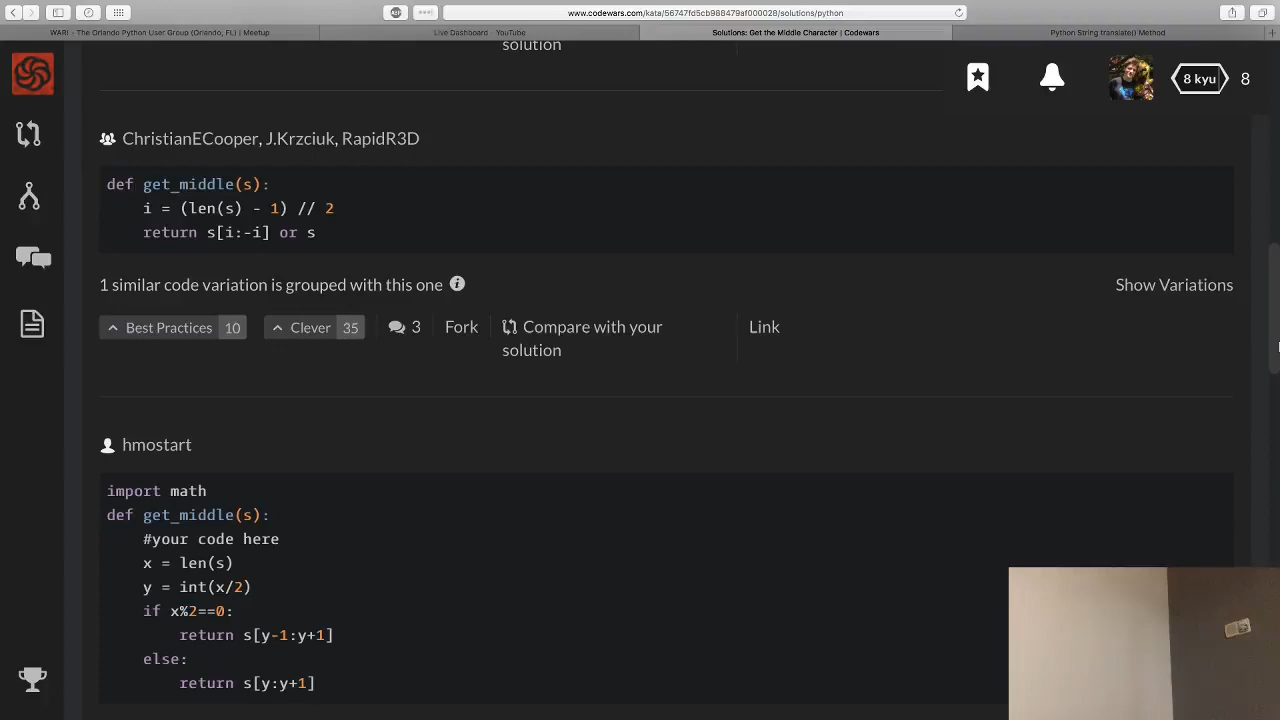 www.codewars.com/kata/56747fd5cb988479af000028/solutions/python
WARI - The Orlando Python User Group (Orlando, FL) | Meetup
Live Dashboard - YouTube
Solutions: Get the Middle Character | Codewars
Python String translate() Method
solution
8 kyu
8
ChristianECooper, J.Krzciuk, RapidR3D
def get_middle(s):
i = (len(s) - 1) // 2
return s[i:-i] or s
1 similar code variation is grouped with this one
Show Variations
Best Practices 10
Clever 35
3
Fork
Compare with your
solution
Link
hmostart
import math
def get_middle(s):
#your code here
x = len(s)
y = int(x/2)
if x%2==0:
return s[y-1:y+1]
else:
return s[y:y+1]